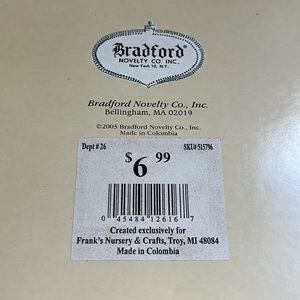 Bradford
NOVELTY CO. INC.
New York 10, N.Y.
Bradford Novelty Co., Inc.
Bellingham, MA 02019
©2003 Bradford Novelty Co., Inc.
Made in Colombia
Dept # 26 SKU# 515796
$6 99
0 45484 12616 7
Created exclusively for
Frank's Nursery & Crafts, Troy, MI 48084
Made in Colombia